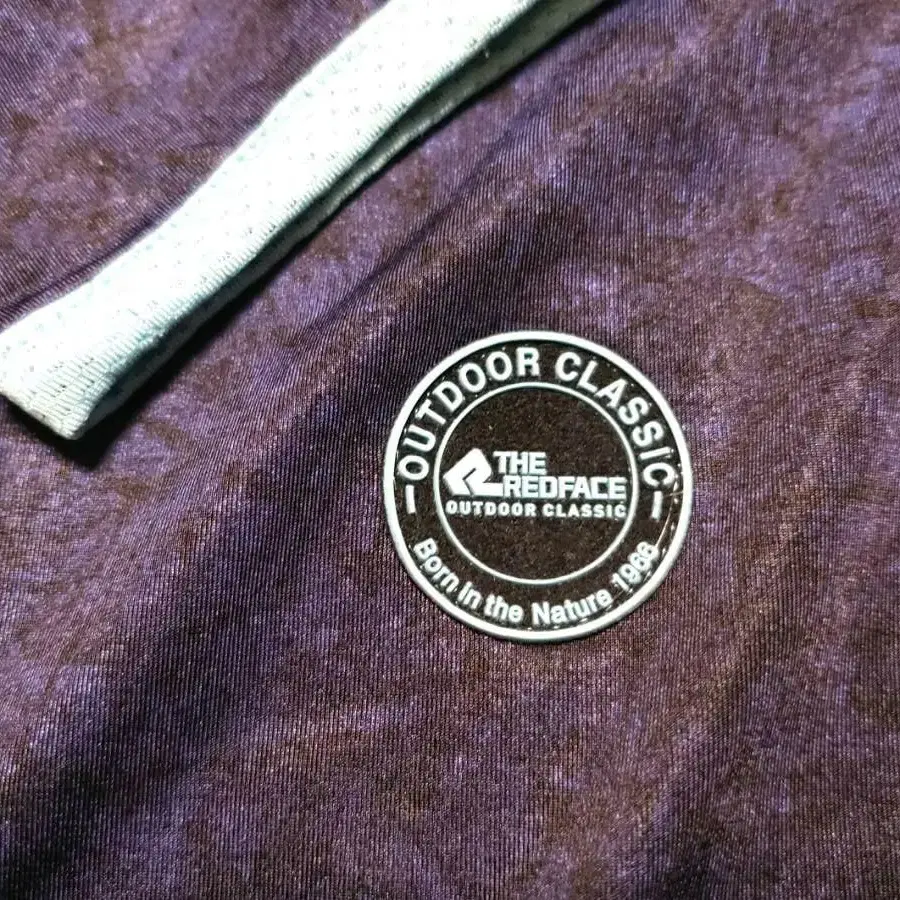 OUTDOOR CLASSIC
THE
REDFACE
OUTDOOR CLASSIC
Born in the Nature 1966